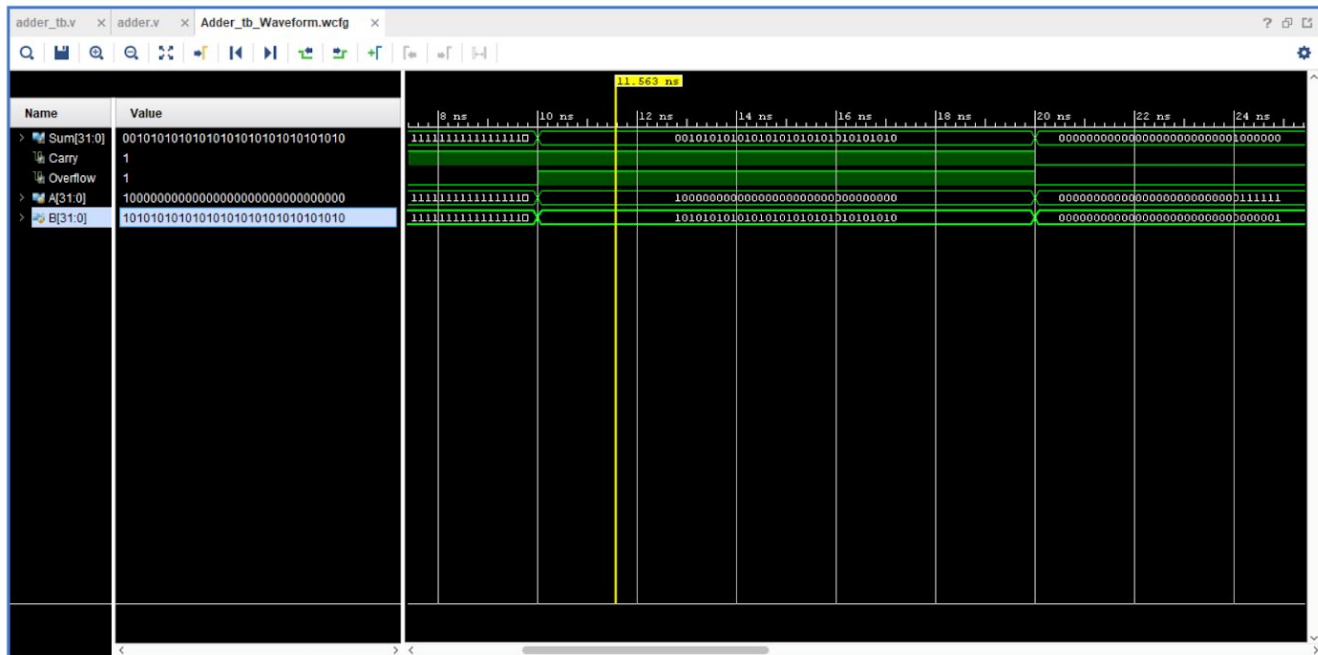 adder_tb.v × adder.v × Adder_tb_Waveform.wcfg ×
11.563 ns
Name Value
8 ns 10 ns 12 ns 14 ns 16 ns 18 ns 20 ns 22 ns 24 ns
Sum[31:0] 00101010101010101010101010101010 00101010101010101010101010101010 00000000000000000000000001000000
Carry 1
Overflow 1
A[31:0] 10000000000000000000000000000000 10000000000000000000000000000000 00000000000000000000000000111111
B[31:0] 10101010101010101010101010101010 10101010101010101010101010101010 00000000000000000000000000000001